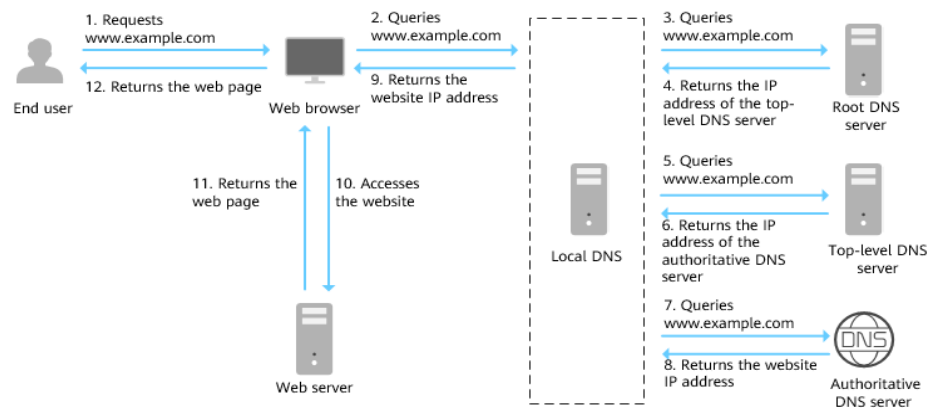 1. Requests
www.example.com
12. Returns the web page
End user
Web browser
2. Queries
www.example.com
9. Returns the
website IP address
11. Returns the
web page
10. Accesses
the website
Web server
Local DNS
3. Queries
www.example.com
4. Returns the IP
address of the top-
level DNS server
Root DNS
server
5. Queries
www.example.com
6. Returns the IP
address of the
authoritative DNS
server
Top-level DNS
server
7. Queries
www.example.com
8. Returns the website
IP address
DNS
Authoritative
DNS server